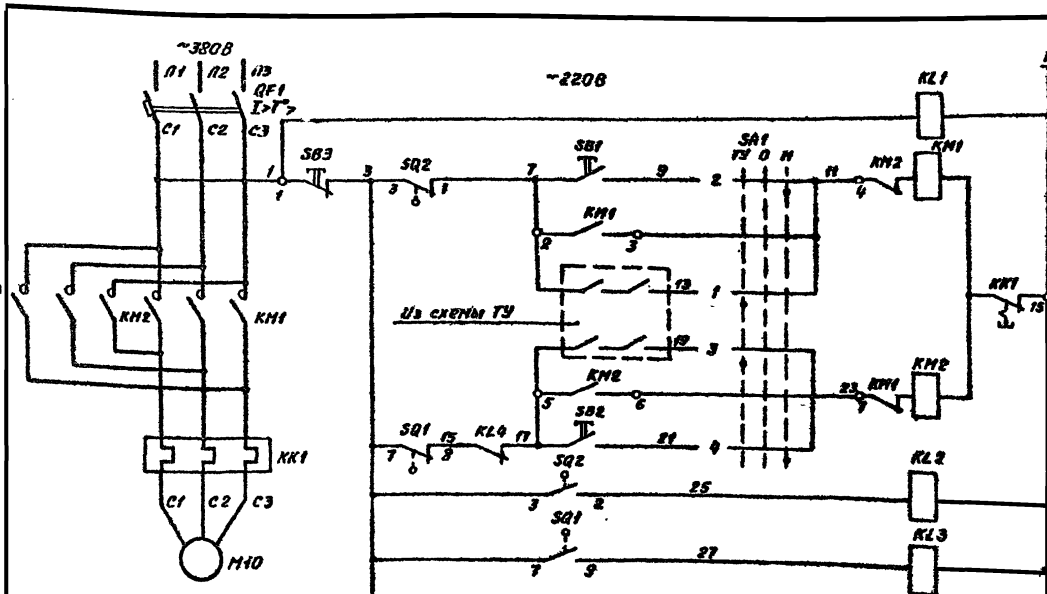 ~380В
Л1 Л2 Л3
QF1
I>T°>
С1 С2 С3
~220В
KL1
1
1
SB3
3
SQ2
3
7
SB1
9
2
SA1
ТУ О М
11
4
KM2
KM1
KM1
2
3
13
1
Из схемы ТУ
19
3
KK1
15
KM2
KM1
KM2
5
6
SB2
23
KM1
KM2
SQ1
7
15
8
KL4
17
21
4
KK1
SQ2
3
2
25
KL2
С1 С2 С3
SQ1
7
9
27
KL3
М10